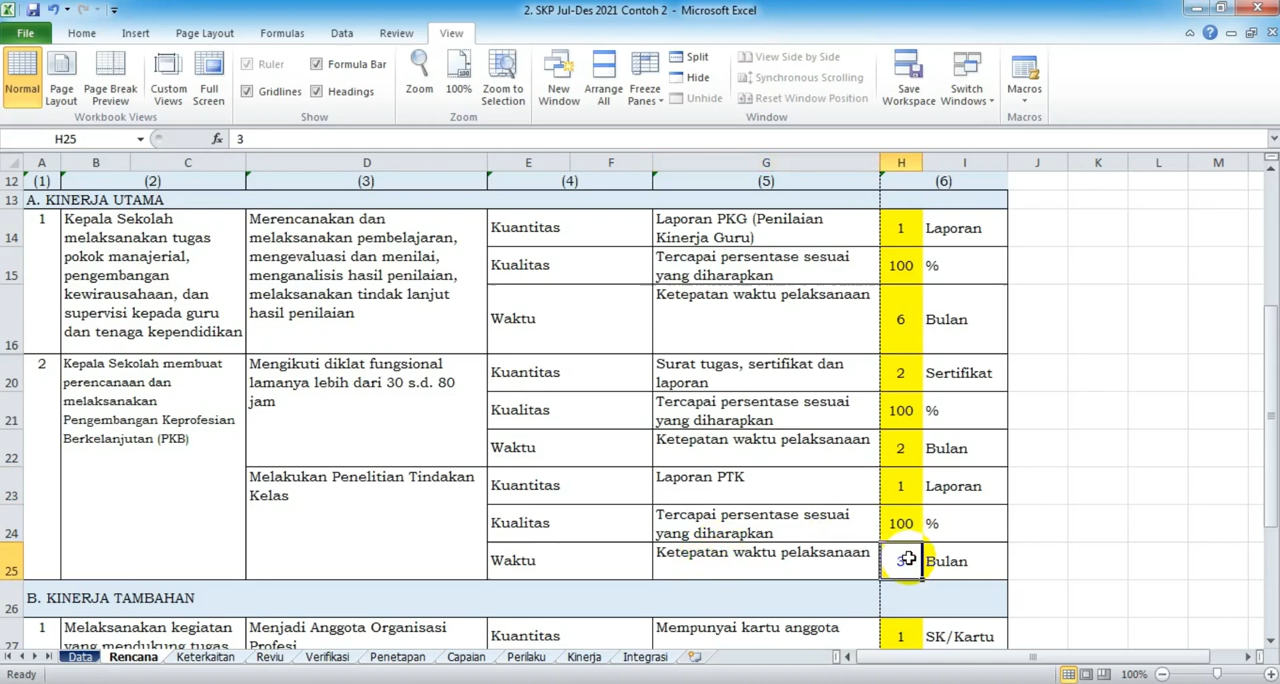 2. SKP Jul-Des 2021 Contoh 2 - Microsoft Excel
File Home Insert Page Layout Formulas Data Review View
Normal Page Layout Page Break Preview Custom Views Full Screen
Workbook Views
Ruler Formula Bar
Gridlines Headings
Show
Zoom 100% Zoom to Selection
Zoom
New Window Arrange All Freeze Panes
Split
Hide
Unhide
View Side by Side
Synchronous Scrolling
Reset Window Position
Window
Save Workspace Switch Windows
Macros
Macros
H25 fx 3
A B C D E F G H I J K L M
12 (1) (2) (3) (4) (5) (6)
13 A. KINERJA UTAMA
14
15
16
1
Kepala Sekolah
melaksanakan tugas
pokok manajerial,
pengembangan
kewirausahaan, dan
supervisi kepada guru
dan tenaga kependidikan
Merencanakan dan
melaksanakan pembelajaran,
mengevaluasi dan menilai,
menganalisis hasil penilaian,
melaksanakan tindak lanjut
hasil penilaian
Kuantitas
Laporan PKG (Penilaian
Kinerja Guru)
1 Laporan
Kualitas
Tercapai persentase sesuai
yang diharapkan
100 %
Waktu
Ketepatan waktu pelaksanaan
6 Bulan
20
21
22
23
24
25
2
Kepala Sekolah membuat
perencanaan dan
melaksanakan
Pengembangan Keprofesian
Berkelanjutan (PKB)
Mengikuti diklat fungsional
lamanya lebih dari 30 s.d. 80
jam
Kuantitas
Surat tugas, sertifikat dan
laporan
2 Sertifikat
Kualitas
Tercapai persentase sesuai
yang diharapkan
100 %
Waktu
Ketepatan waktu pelaksanaan
2 Bulan
Melakukan Penelitian Tindakan
Kelas
Kuantitas
Laporan PTK
1 Laporan
Kualitas
Tercapai persentase sesuai
yang diharapkan
100 %
Waktu
Ketepatan waktu pelaksanaan
3 Bulan
26 B. KINERJA TAMBAHAN
27
1
Melaksanakan kegiatan
yang mendukung tugas
Menjadi Anggota Organisasi
Profesi
Kuantitas
Mempunyai kartu anggota
1 SK/Kartu
Data Rencana Keterkaitan Reviu Verifikasi Penetapan Capaian Perilaku Kinerja Integrasi
Ready 100%